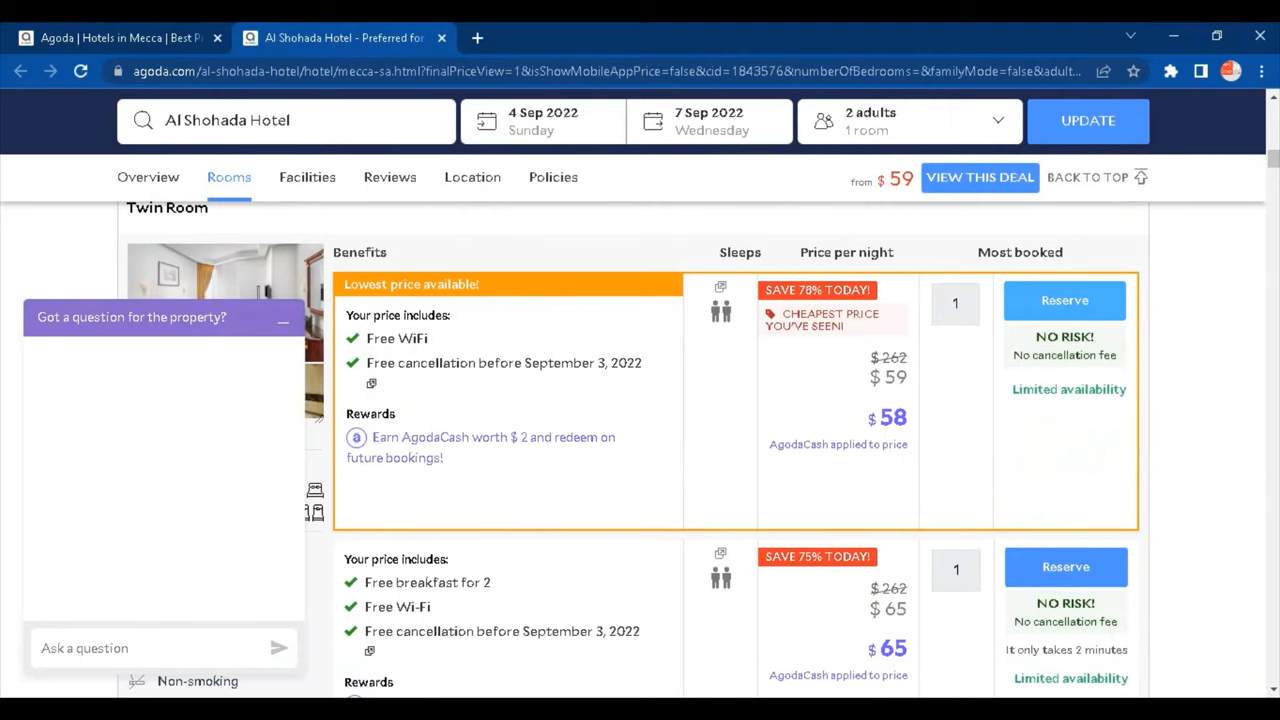 Agoda | Hotels in Mecca | Best P
Al Shohada Hotel - Preferred for
agoda.com/al-shohada-hotel/hotel/mecca-sa.html?finalPriceView=1&isShowMobileAppPrice=false&cid=1843576&numberOfBedrooms=&familyMode=false&adult...
Al Shohada Hotel
4 Sep 2022
Sunday
7 Sep 2022
Wednesday
2 adults
1 room
UPDATE
Overview
Rooms
Facilities
Reviews
Location
Policies
from $ 59
VIEW THIS DEAL
BACK TO TOP
Twin Room
Benefits
Sleeps
Price per night
Most booked
Lowest price available!
Your price includes:
Free WiFi
Free cancellation before September 3, 2022
Rewards
a Earn AgodaCash worth $ 2 and redeem on
future bookings!
SAVE 78% TODAY!
CHEAPEST PRICE
YOU'VE SEEN!
$ 262
$ 59
$ 58
AgodaCash applied to price
1
Reserve
NO RISK!
No cancellation fee
Limited availability
Your price includes:
Free breakfast for 2
Free Wi-Fi
Free cancellation before September 3, 2022
Rewards
SAVE 75% TODAY!
$ 262
$ 65
$ 65
AgodaCash applied to price
1
Reserve
NO RISK!
No cancellation fee
It only takes 2 minutes
Limited availability
Got a question for the property?
Ask a question
Non-smoking